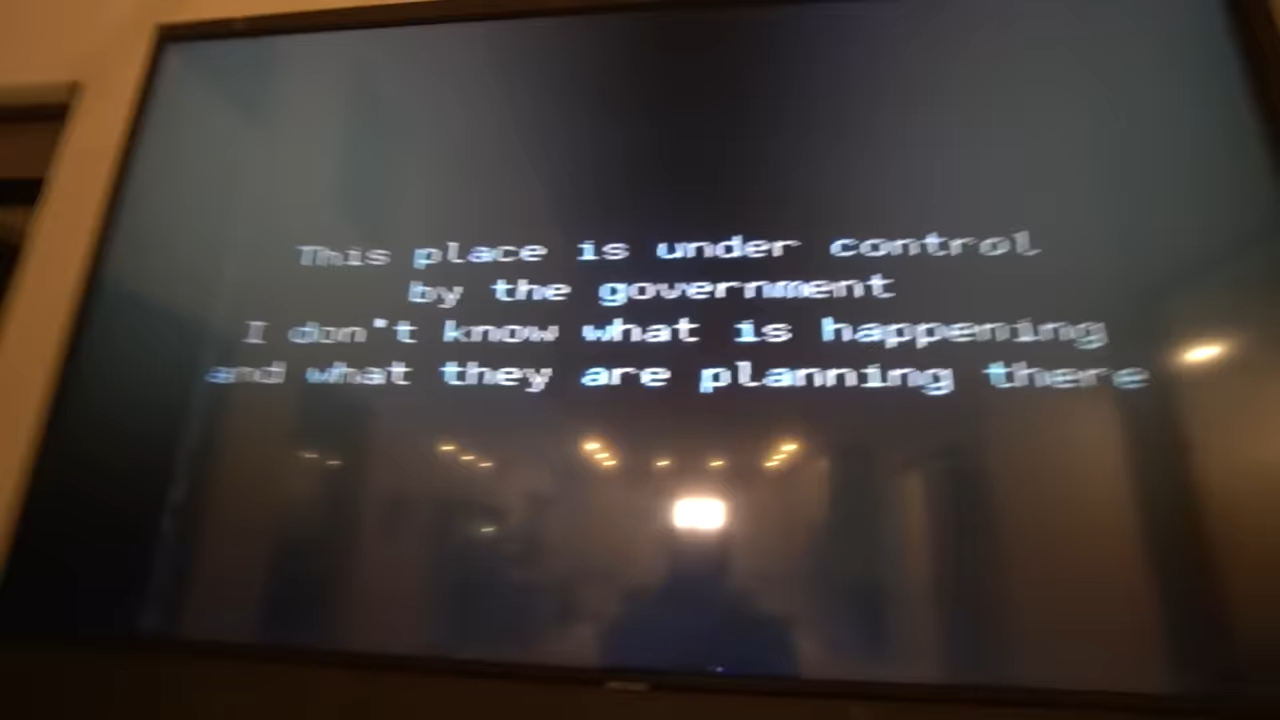 This place is under control
by the government
I don't know what is happening
and what they are planning there